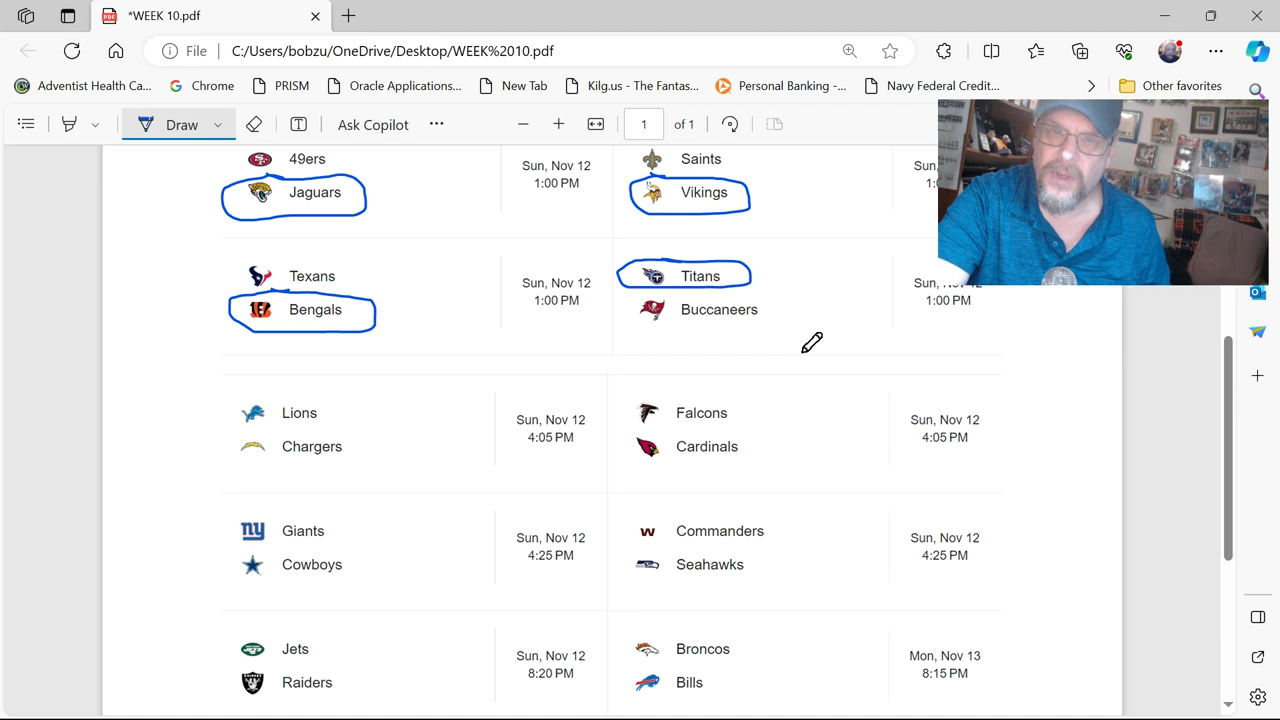 *WEEK 10.pdf
File
C:/Users/bobzu/OneDrive/Desktop/WEEK%2010.pdf
Adventist Health Ca...
Chrome
PRISM
Oracle Applications...
New Tab
Kilg.us - The Fantas...
Personal Banking -...
Navy Federal Credit...
Other favorites
Draw
Ask Copilot
1 of 1
49ers
Jaguars
Sun, Nov 12
1:00 PM
Saints
Vikings
Sun,
Texans
Bengals
Sun, Nov 12
1:00 PM
Titans
Buccaneers
1:00 PM
Lions
Chargers
Sun, Nov 12
4:05 PM
Falcons
Cardinals
Sun, Nov 12
4:05 PM
ny Giants
Cowboys
Sun, Nov 12
4:25 PM
W Commanders
Seahawks
Sun, Nov 12
4:25 PM
Jets
Raiders
Sun, Nov 12
8:20 PM
Broncos
Bills
Mon, Nov 13
8:15 PM